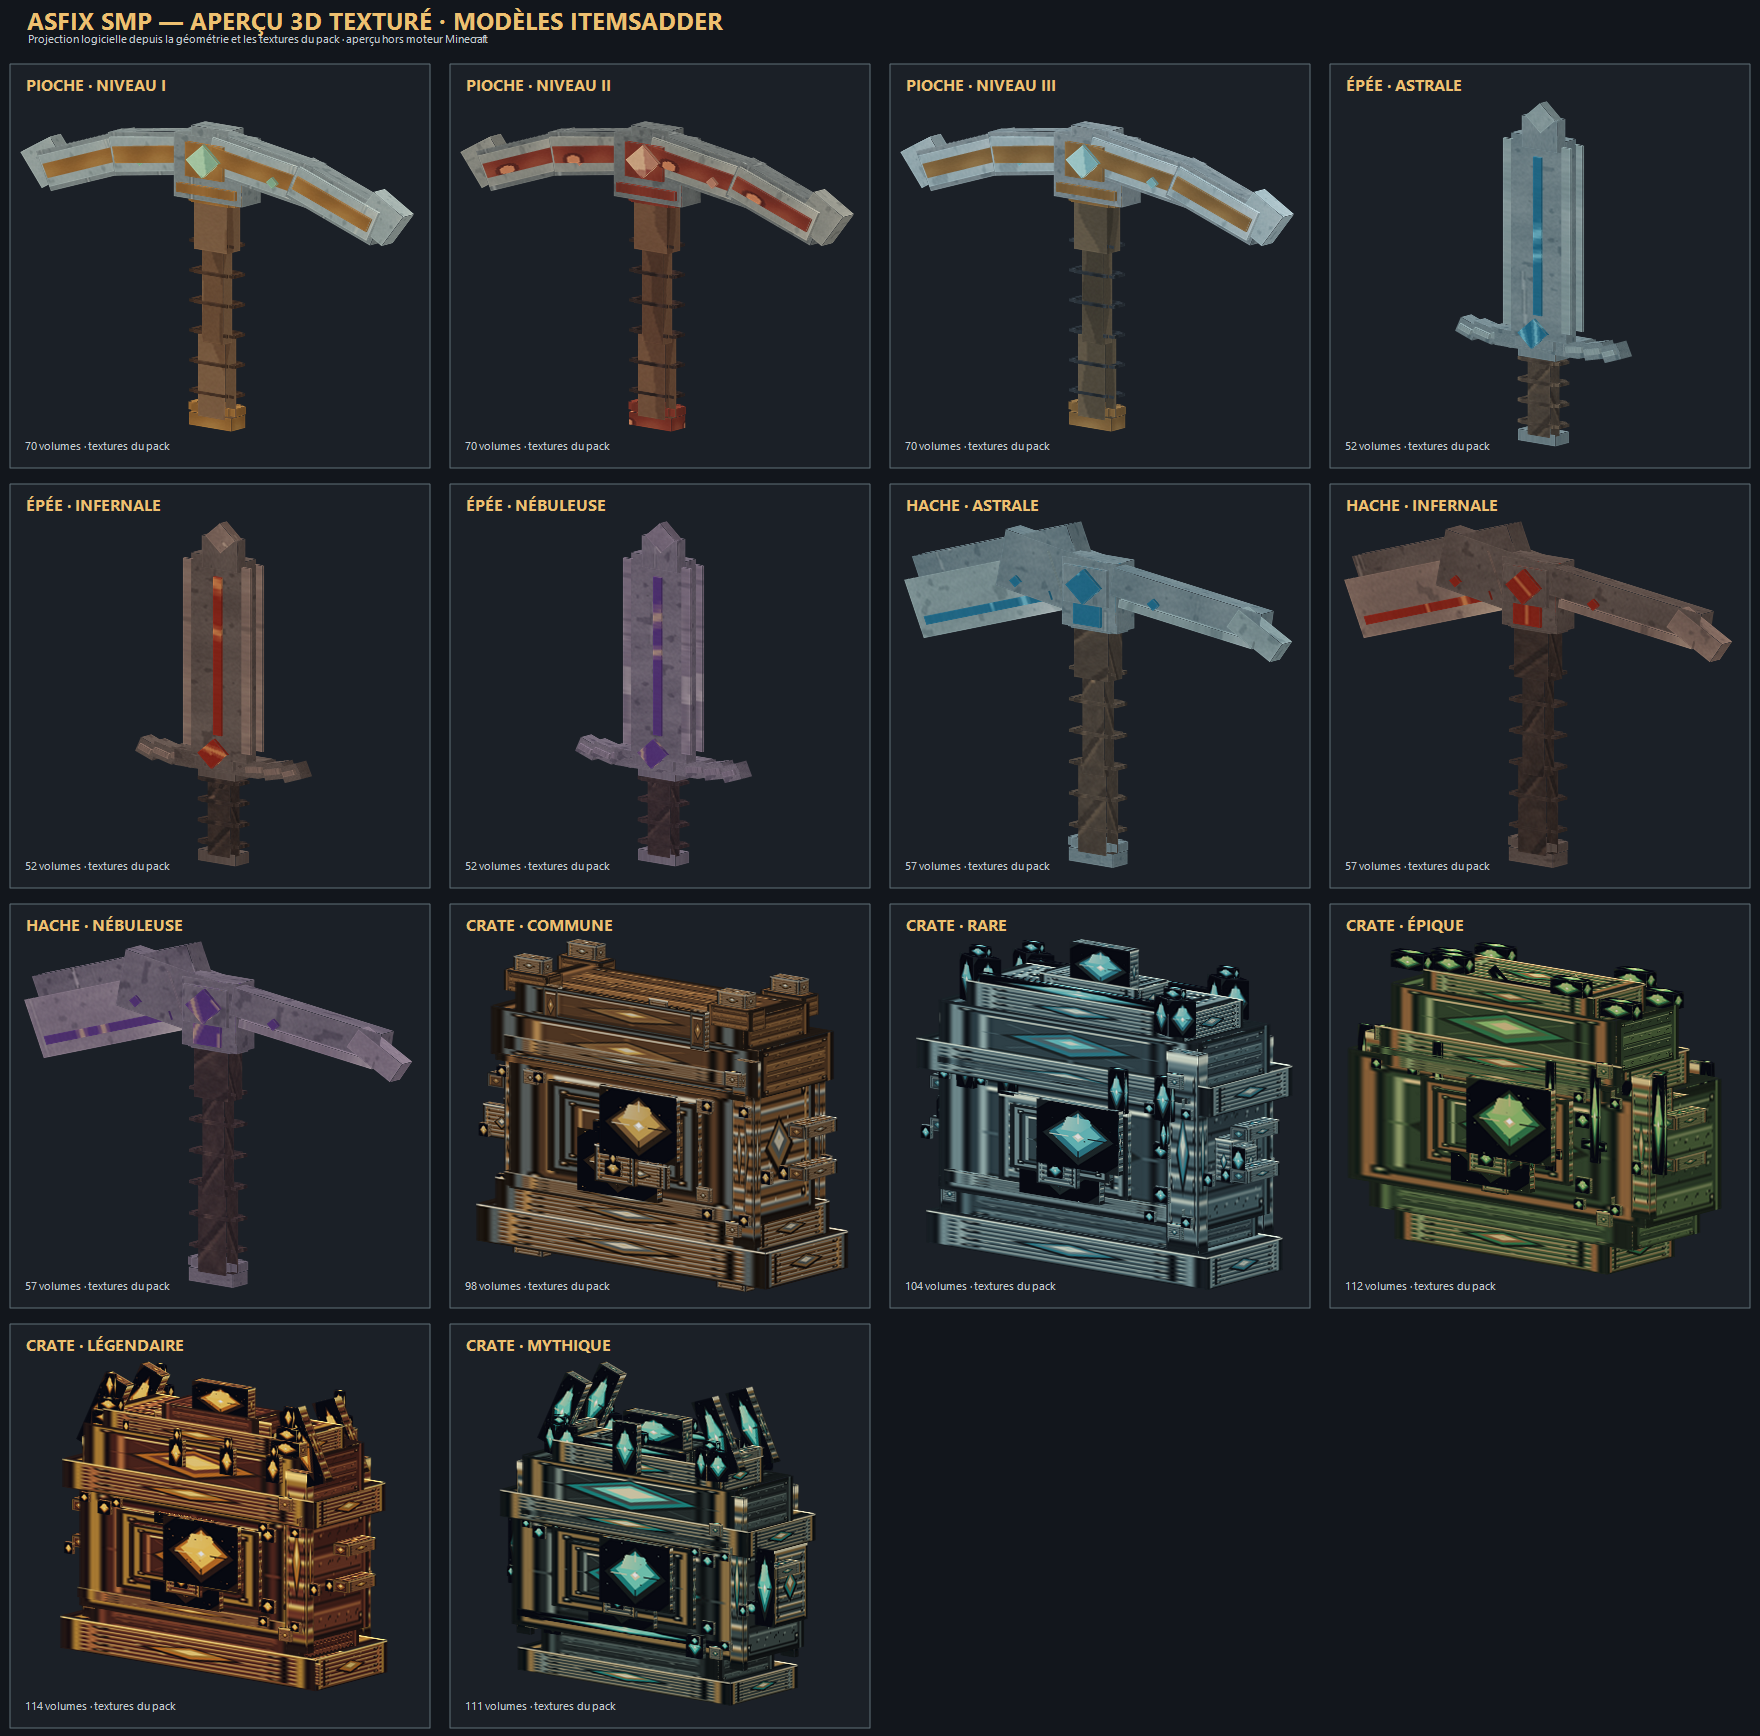 ASFIX SMP — APERÇU 3D TEXTURÉ · MODÈLES ITEMSADDER
Projection logicielle depuis la géométrie et les textures du pack · aperçu hors moteur Minecraft
PIOCHE · NIVEAU I
70 volumes · textures du pack
PIOCHE · NIVEAU II
70 volumes · textures du pack
PIOCHE · NIVEAU III
70 volumes · textures du pack
ÉPÉE · ASTRALE
52 volumes · textures du pack
ÉPÉE · INFERNALE
52 volumes · textures du pack
ÉPÉE · NÉBULEUSE
52 volumes · textures du pack
HACHE · ASTRALE
57 volumes · textures du pack
HACHE · INFERNALE
57 volumes · textures du pack
HACHE · NÉBULEUSE
57 volumes · textures du pack
CRATE · COMMUNE
98 volumes · textures du pack
CRATE · RARE
104 volumes · textures du pack
CRATE · ÉPIQUE
112 volumes · textures du pack
CRATE · LÉGENDAIRE
114 volumes · textures du pack
CRATE · MYTHIQUE
111 volumes · textures du pack